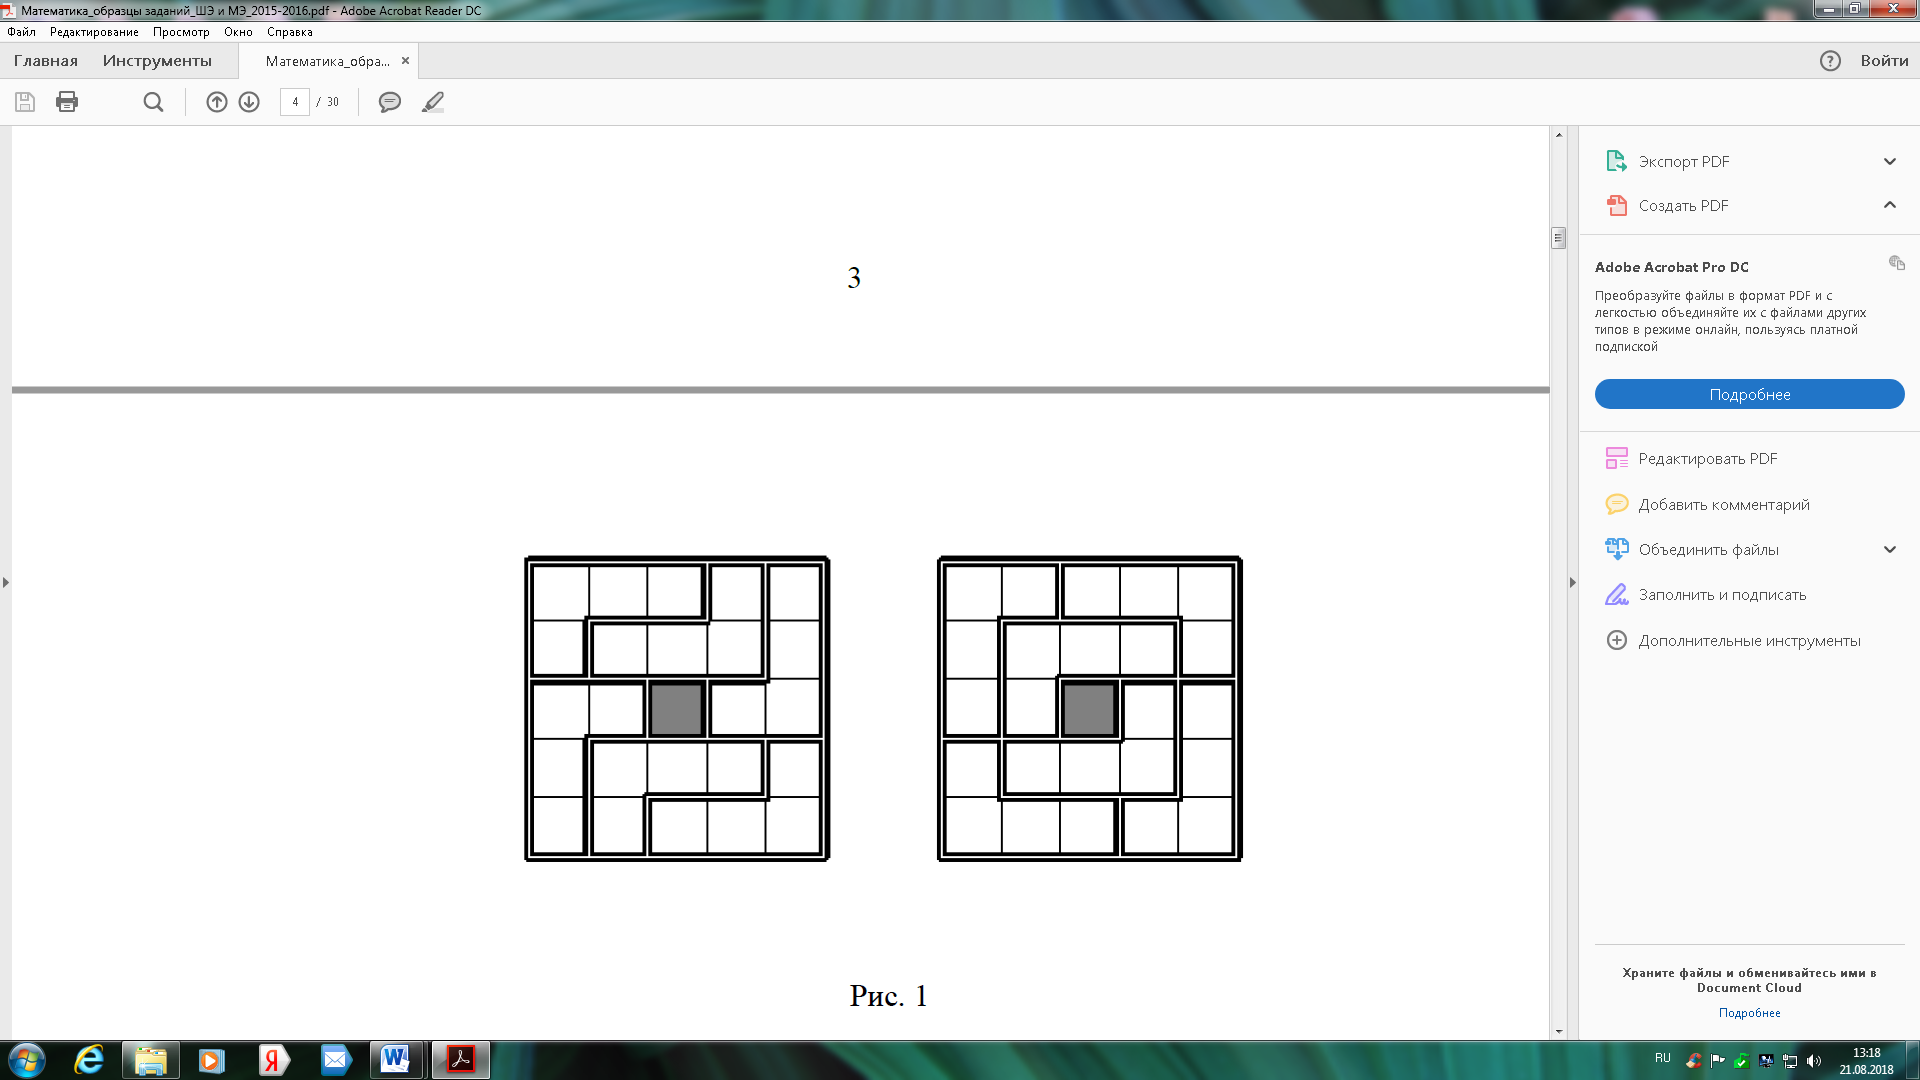 Математика_образцы заданий_ШЭ и МЭ_2015-2016.pdf - Adobe Acrobat Reader DC
Файл Редактирование Просмотр Окно Справка
Главная Инструменты Математика_обра... × ? Войти
4 / 30
3
Рис. 1
Экспорт PDF
Создать PDF
Adobe Acrobat Pro DC
Преобразуйте файлы в формат PDF и с
легкостью объединяйте их с файлами других
типов в режиме онлайн, пользуясь платной
подпиской
Подробнее
Редактировать PDF
Добавить комментарий
Объединить файлы
Заполнить и подписать
Дополнительные инструменты
Храните файлы и обменивайтесь ими в
Document Cloud
Подробнее
RU
13:18
21.08.2018